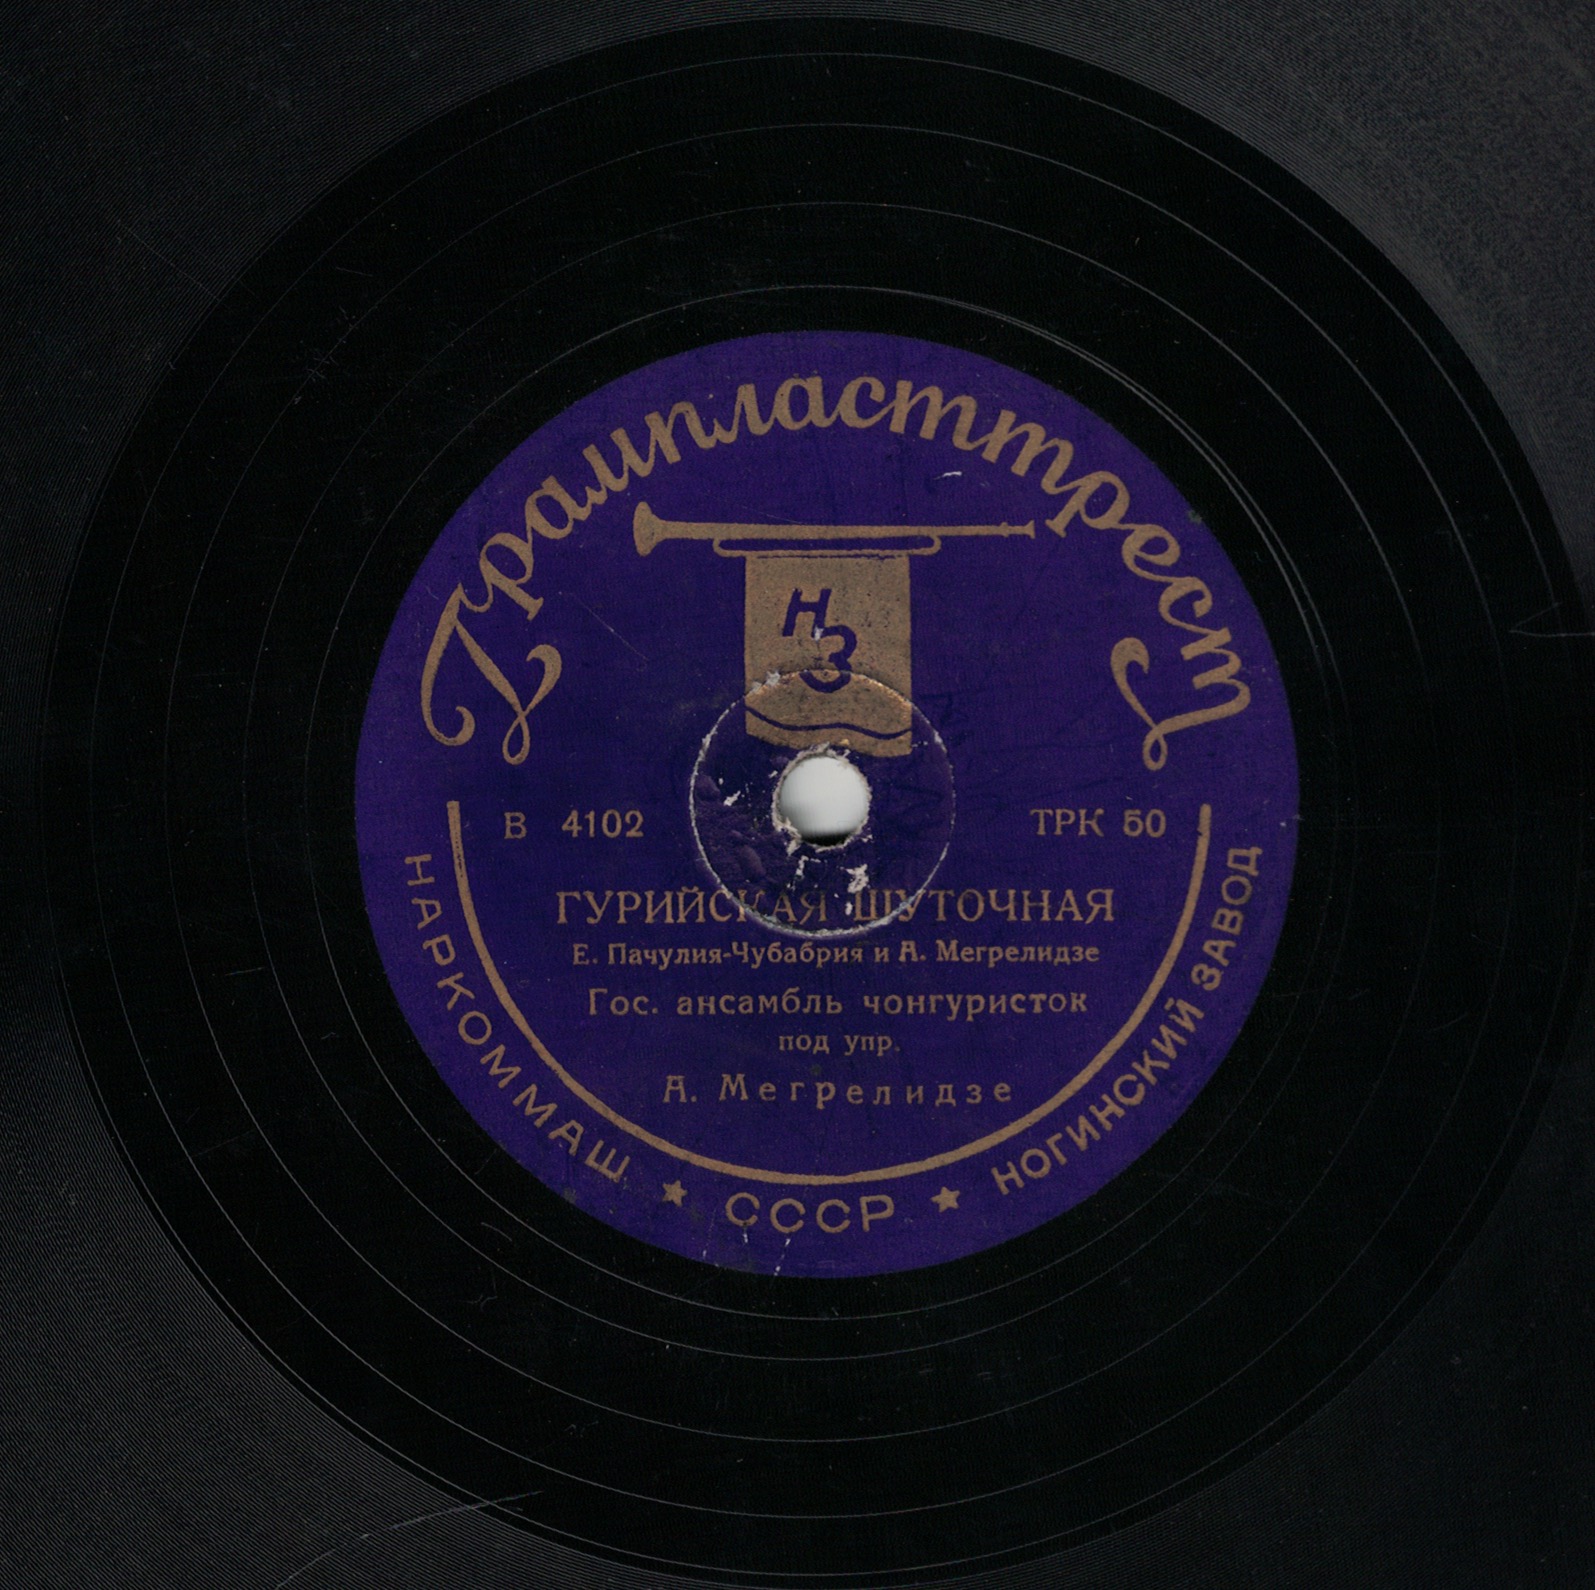 Грампласттрест
НЗ
В 4102
ТРК 50
ГУРИЙСКАЯ ШУТОЧНАЯ
Е. Пачулия-Чубабрия и А. Мегрелидзе
Гос. ансамбль чонгуристок
под упр.
А. Мегрелидзе
НАРКОММАШ ★ СССР ★ НОГИНСКИЙ ЗАВОД